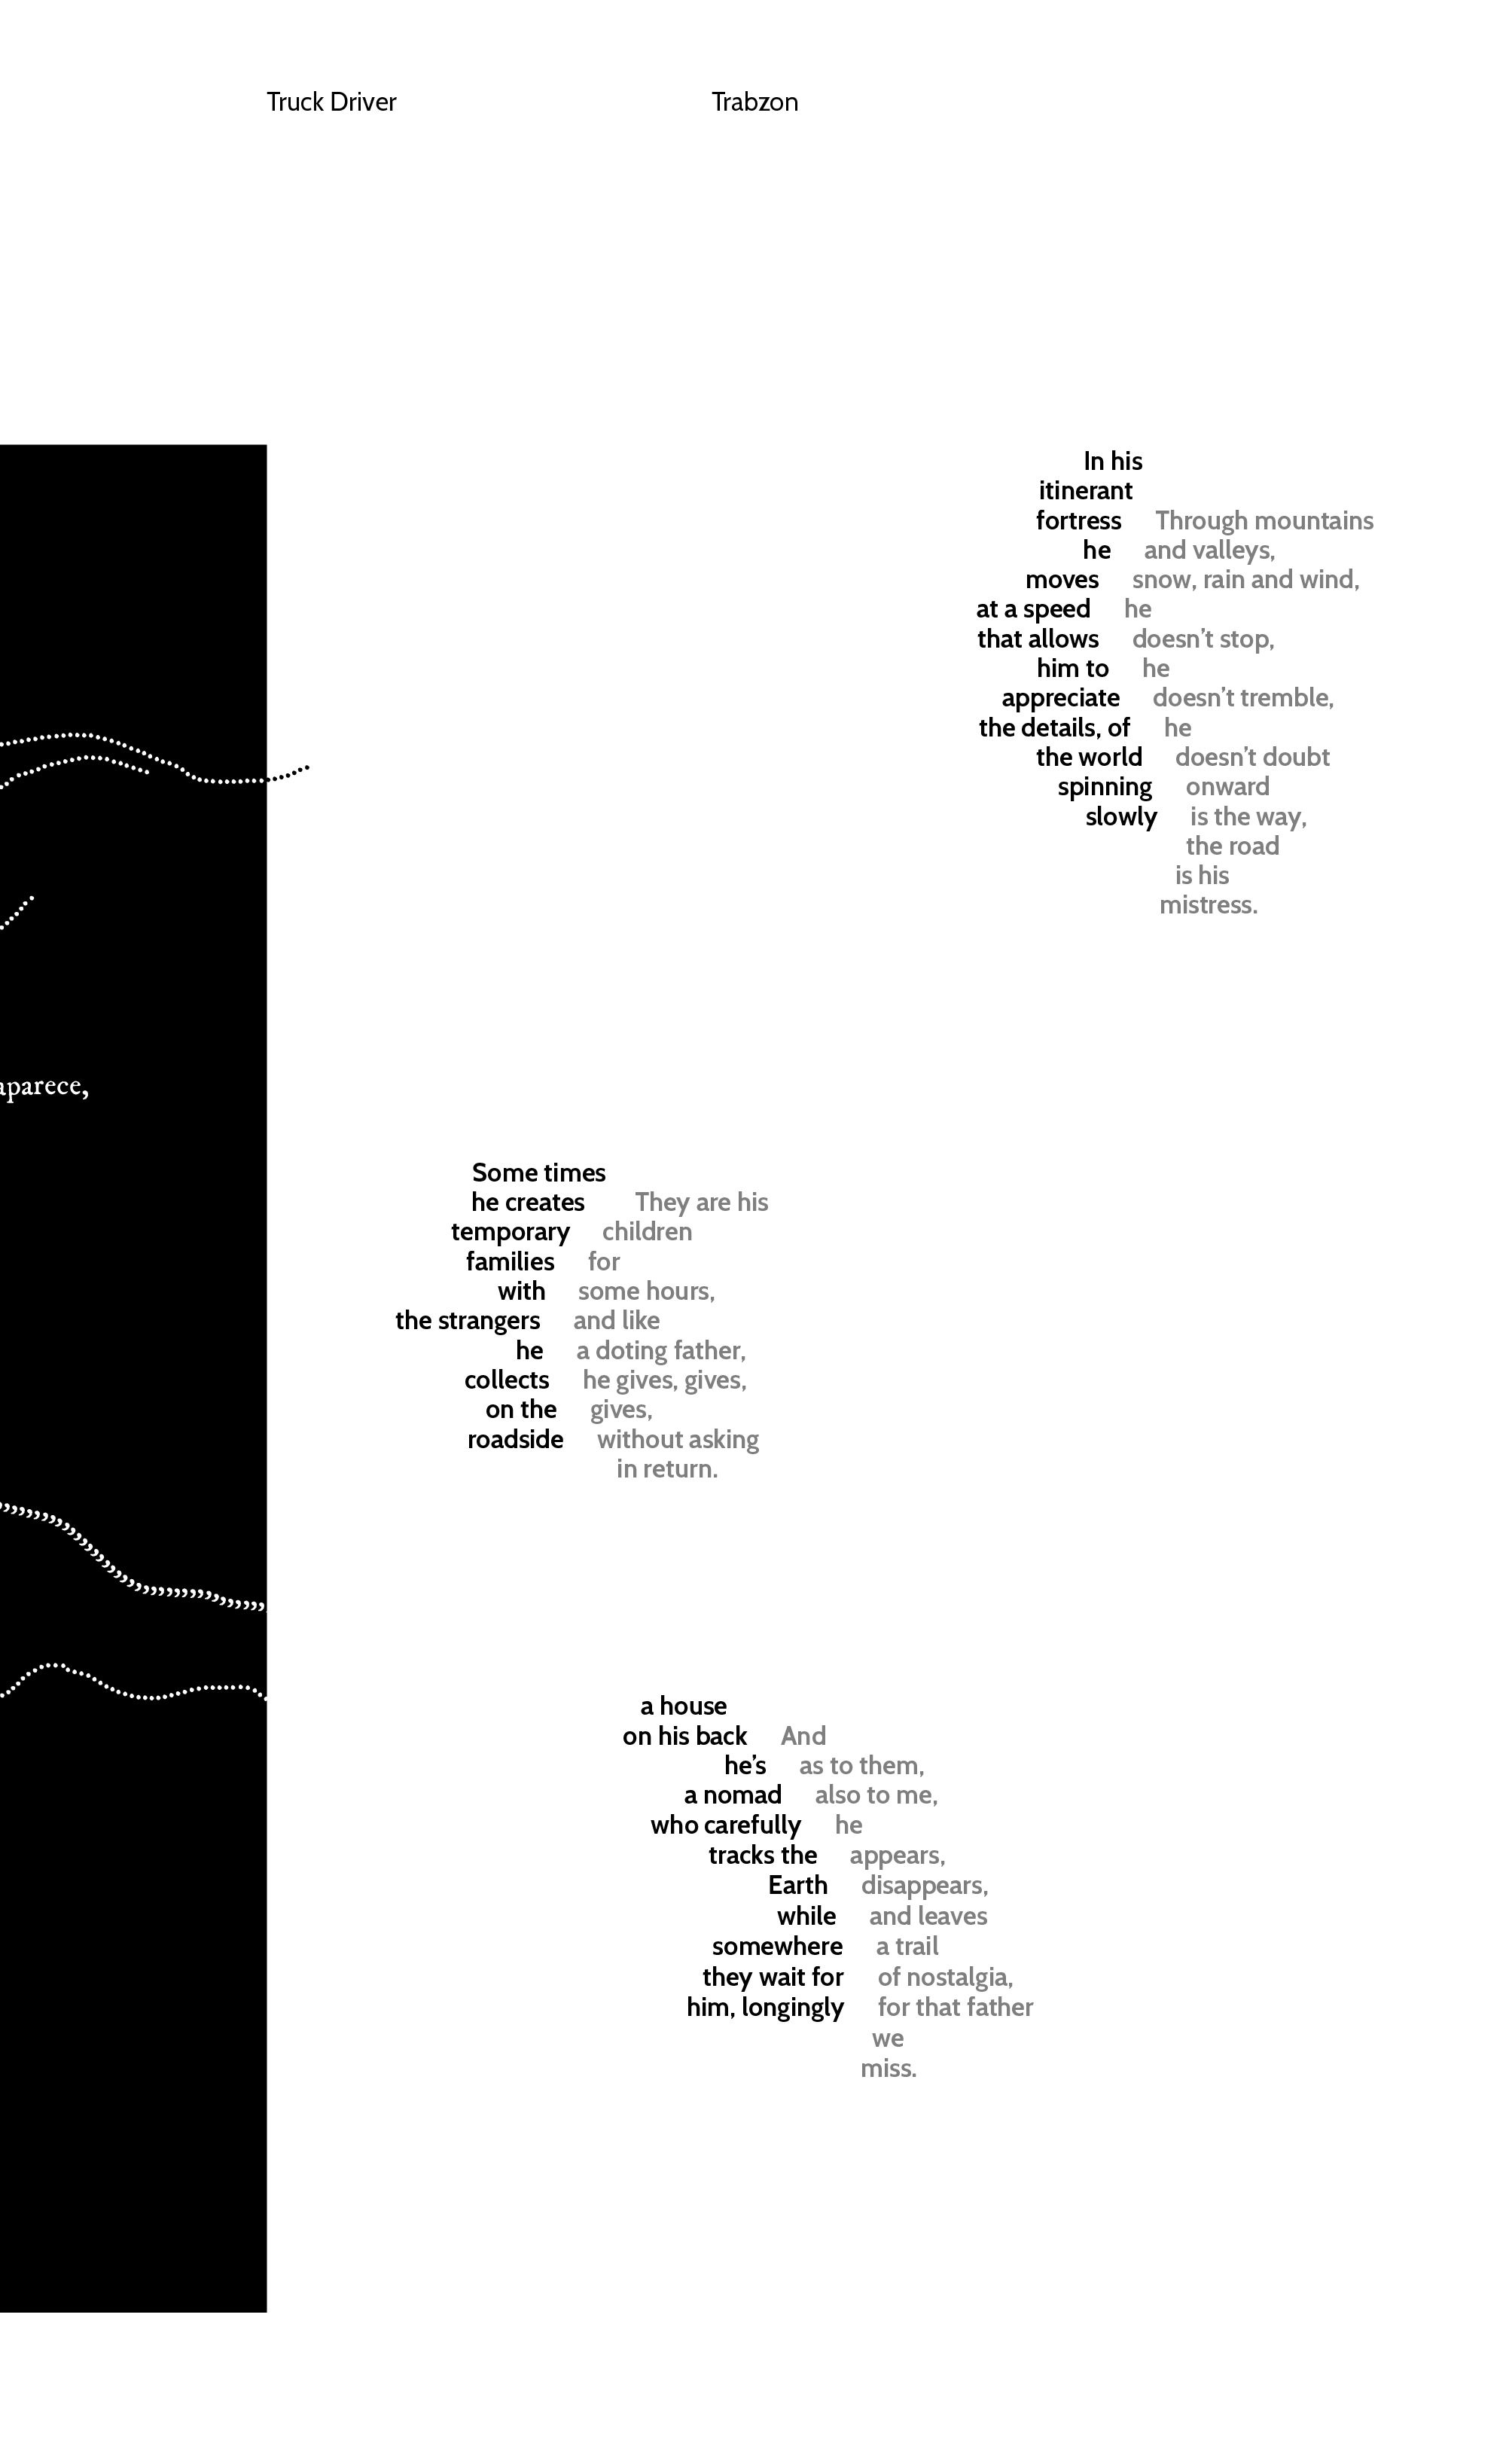 Truck Driver
Trabzon
In his
itinerant
fortress
he
moves
at a speed
that allows
him to
appreciate
the details, of
the world
spinning
slowly
Through mountains
and valleys,
snow, rain and wind,
he
doesn’t stop,
he
doesn’t tremble,
he
doesn’t doubt
onward
is the way,
the road
is his
mistress.
aparece,
Some times
he creates
temporary
families
with
the strangers
he
collects
on the
roadside
They are his
children
for
some hours,
and like
a doting father,
he gives, gives,
gives,
without asking
in return.
a house
on his back
he’s
a nomad
who carefully
tracks the
Earth
while
somewhere
they wait for
him, longingly
And
as to them,
also to me,
he
appears,
disappears,
and leaves
a trail
of nostalgia,
for that father
we
miss.